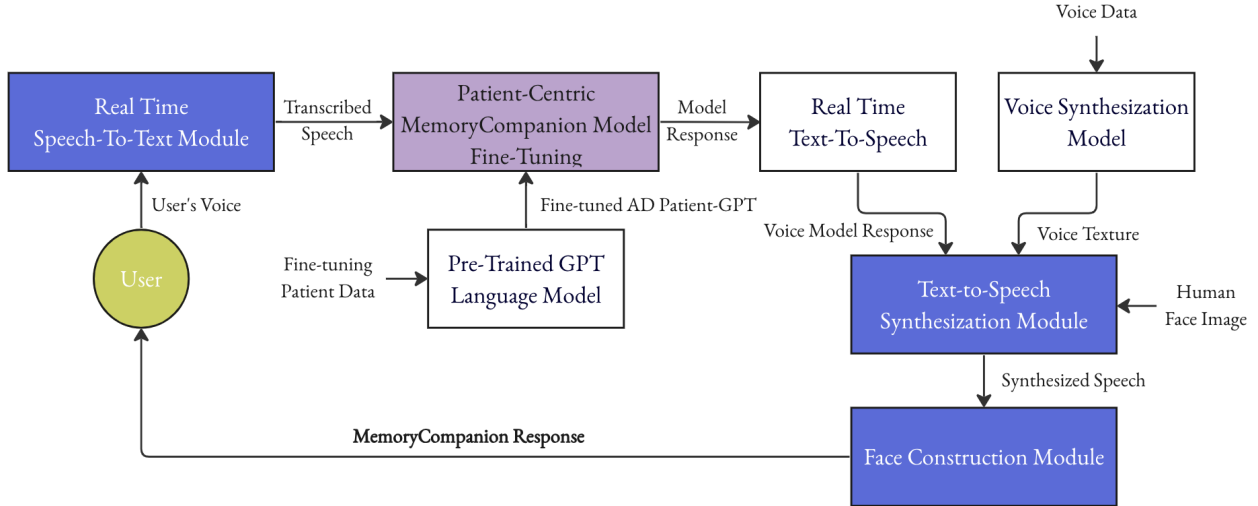 Voice Data
Real Time
Speech-To-Text Module
Transcribed
Speech
Patient-Centric
MemoryCompanion Model
Fine-Tuning
Model
Response
Real Time
Text-To-Speech
Voice Synthesization
Model
User's Voice
Fine-tuned AD Patient-GPT
Voice Model Response
Voice Texture
User
Fine-tuning
Patient Data
Pre-Trained GPT
Language Model
Text-to-Speech
Synthesization Module
Human
Face Image
Synthesized Speech
MemoryCompanion Response
Face Construction Module